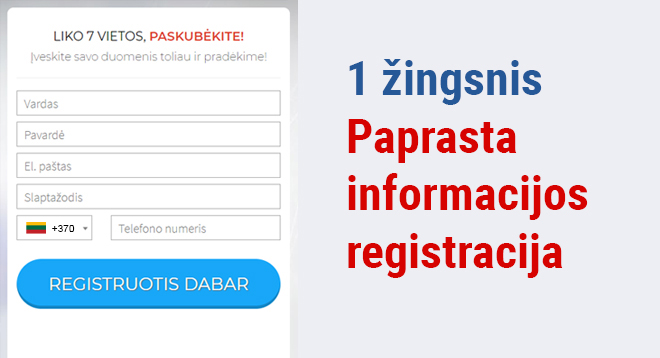 LIKO 7 VIETOS, PASKUBĖKITE!
Įveskite savo duomenis toliau ir pradėkime!
Vardas
Pavardė
El. paštas
Slaptažodis
+370 Telefono numeris
REGISTRUOTIS DABAR
1 žingsnis
Paprasta
informacijos
registracija